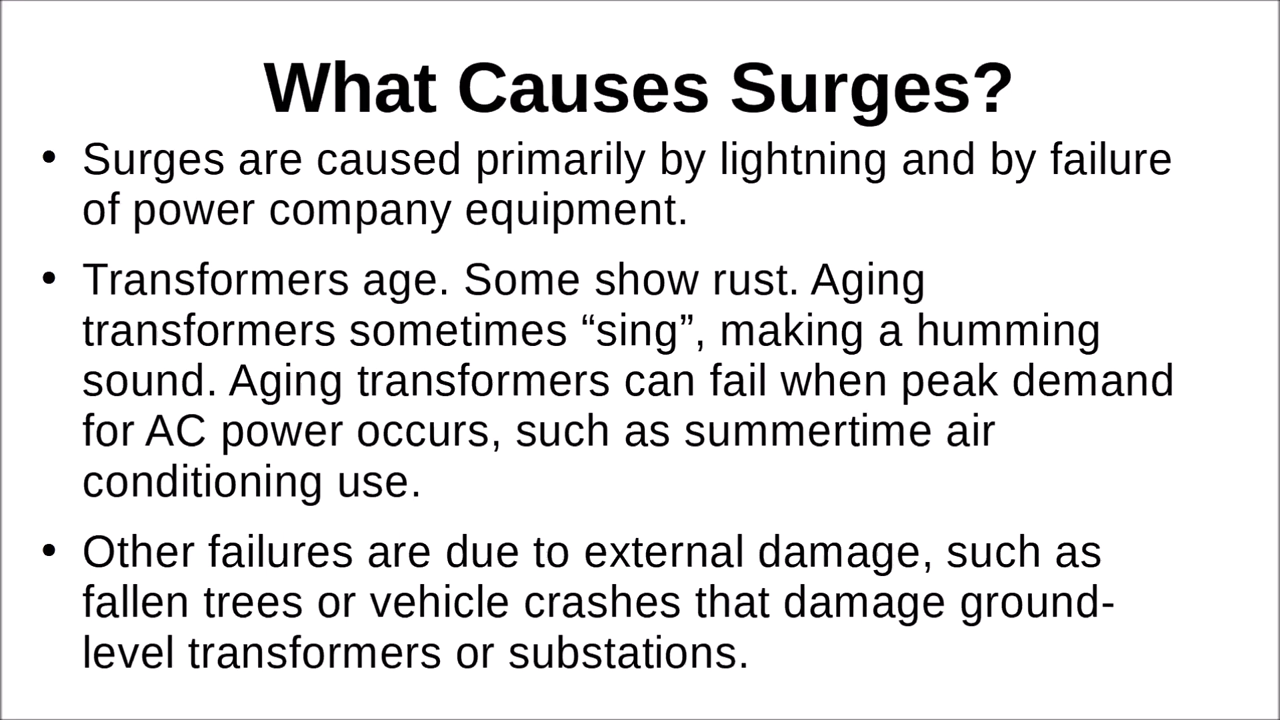 What Causes Surges?
• Surges are caused primarily by lightning and by failure
of power company equipment.
• Transformers age. Some show rust. Aging
transformers sometimes “sing”, making a humming
sound. Aging transformers can fail when peak demand
for AC power occurs, such as summertime air
conditioning use.
• Other failures are due to external damage, such as
fallen trees or vehicle crashes that damage ground-
level transformers or substations.